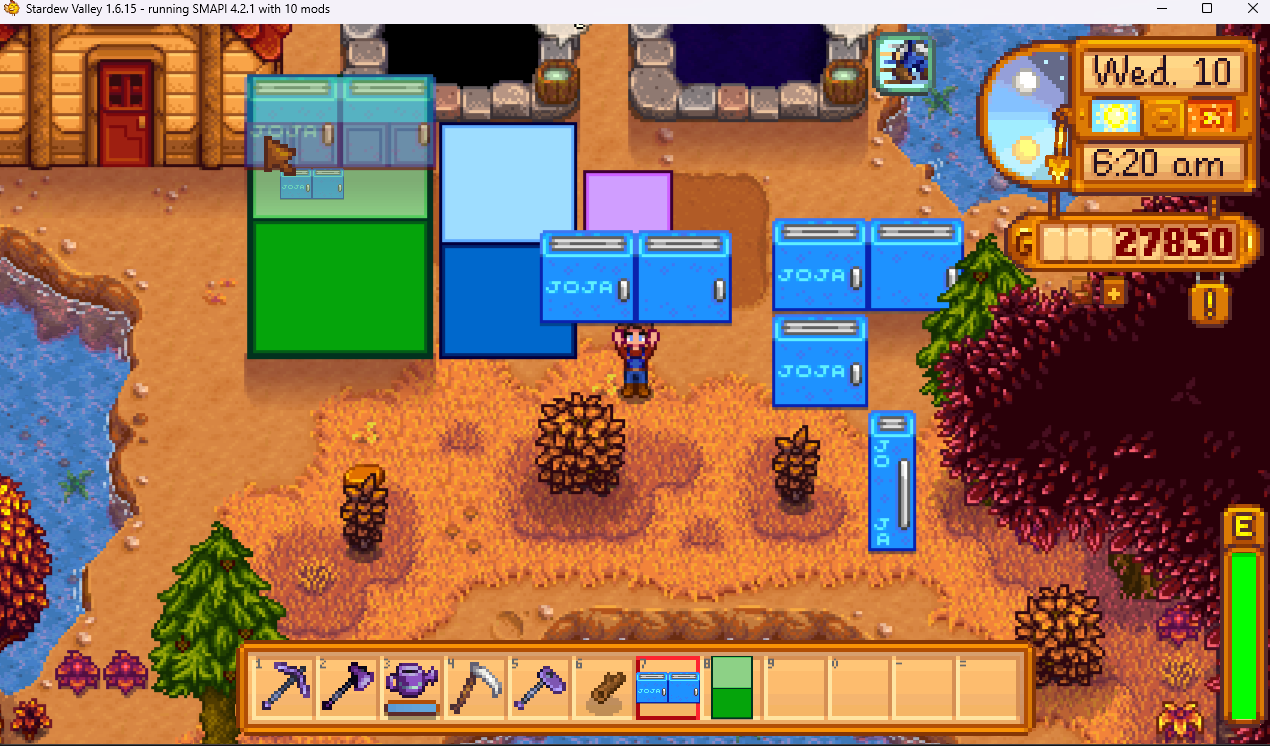 Stardew Valley 1.6.15 - running SMAPI 4.2.1 with 10 mods
Wed. 10
6:20 am
27850
JOJA
JOJA
JOJA
JOJA
JOJA
JO
JA
E
1 2 3 4 5 6 7 8 9 0 - =
JOJA